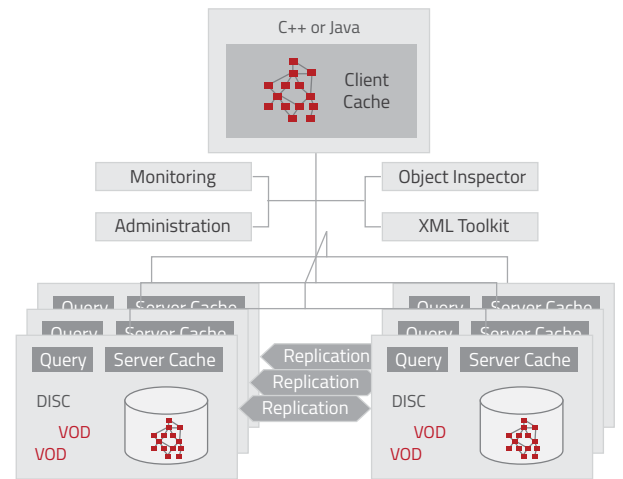 C++ or Java
Client
Cache
Monitoring
Object Inspector
Administration
XML Toolkit
Query Server Cache
Query Server Cache
Query Server Cache
Query Server Cache
Replication
Query Server Cache
Query Server Cache
Replication
DISC
DISC
Replication
VOD
VOD
VOD
VOD